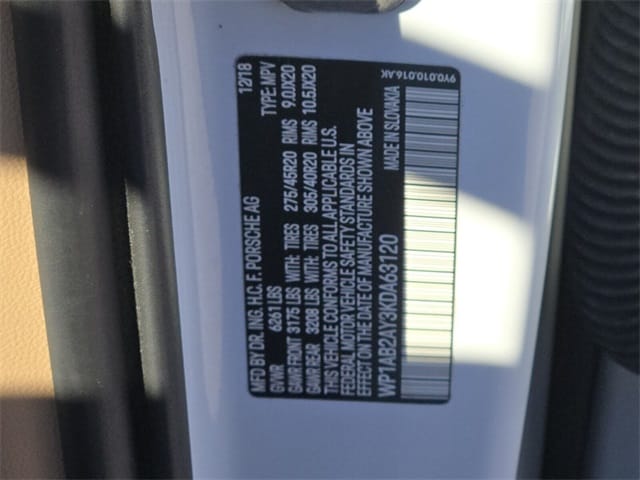 MFD BY DR. ING. H.C. F. PORSCHE AG 12/18
GVWR 6261 LBS TYPE: MPV
GAWR FRONT 3175 LBS WITH: TIRES 275/45R20 RIMS 9.0JX20
GAWR REAR 3208 LBS WITH: TIRES 305/40R20 RIMS 10.5JX20
THIS VEHICLE CONFORMS TO ALL APPLICABLE U.S.
FEDERAL MOTOR VEHICLE SAFETY STANDARDS IN
EFFECT ON THE DATE OF MANUFACTURE SHOWN ABOVE
WP1AB2AY3KDA63120 MADE IN SLOVAKIA
9Y0.010.016.AK